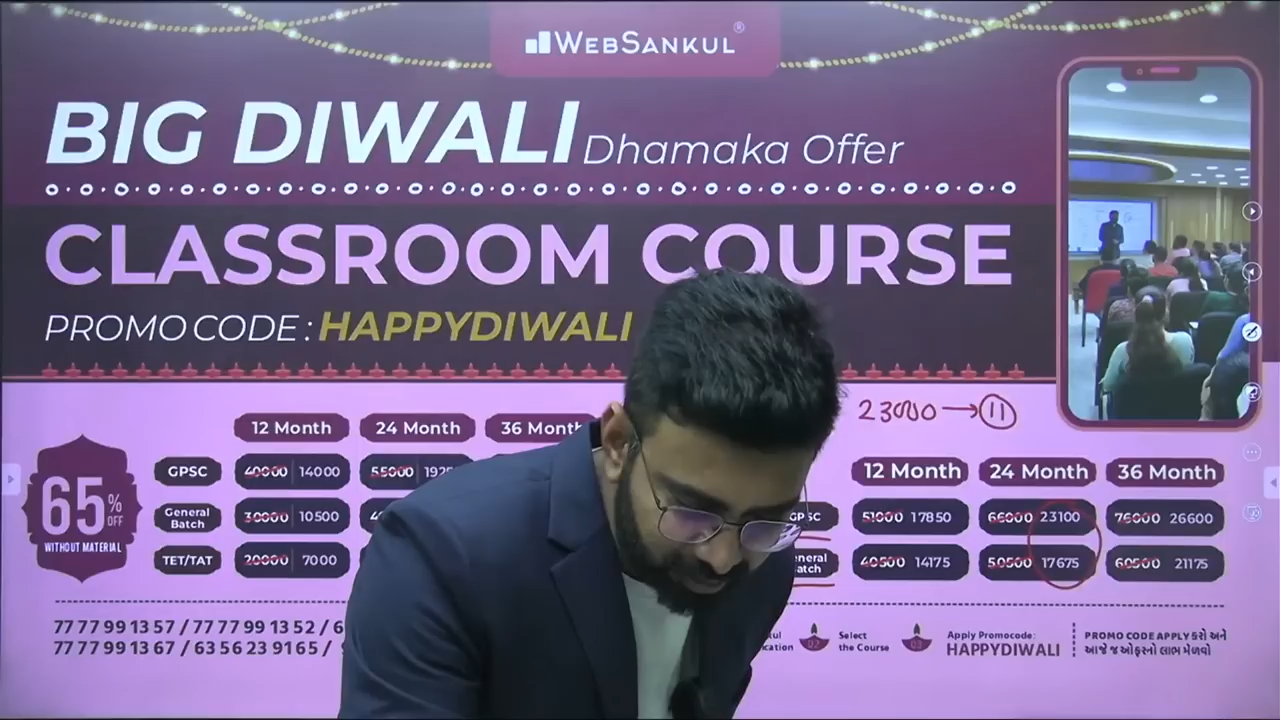 WEBSANKUL®
BIG DIWALI Dhamaka Offer
CLASSROOM COURSE
PROMO CODE : HAPPYDIWALI
23000 → 11
65% OFF
WITHOUT MATERIAL
12 Month 24 Month 36 Month
GPSC 40000 14000 55000
General Batch 30000 10500
TET/TAT 20000 7000
12 Month 24 Month 36 Month
51000 17850 66000 23100 76000 26600
40500 14175 50500 17675 60500 21175
77 77 99 13 57 / 77 77 99 13 52 /
77 77 99 13 67 / 63 56 23 91 65 /
02 Select the Course
03 Apply Promocode: HAPPYDIWALI
PROMO CODE APPLY કરો અને
આજે જ ઓફરનો લાભ મેળવો